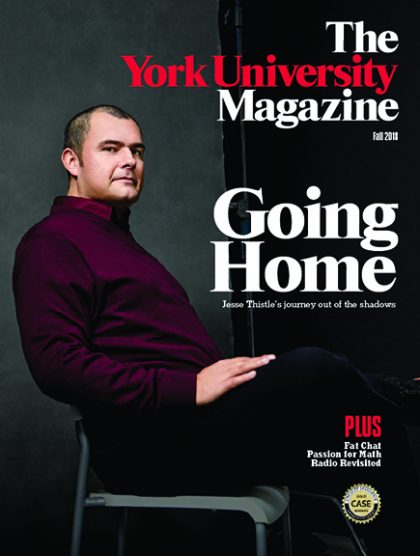 The
York University
Magazine
Fall 2018
Going
Home
Jesse Thistle's journey out of the shadows
PLUS
Fat Chat
Passion for Math
Radio Revisited
CASE